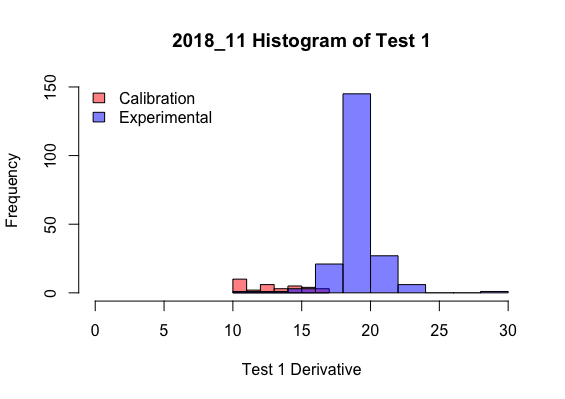 2018_11 Histogram of Test 1
Calibration
Experimental
Frequency
150
100
50
0
0 5 10 15 20 25 30
Test 1 Derivative